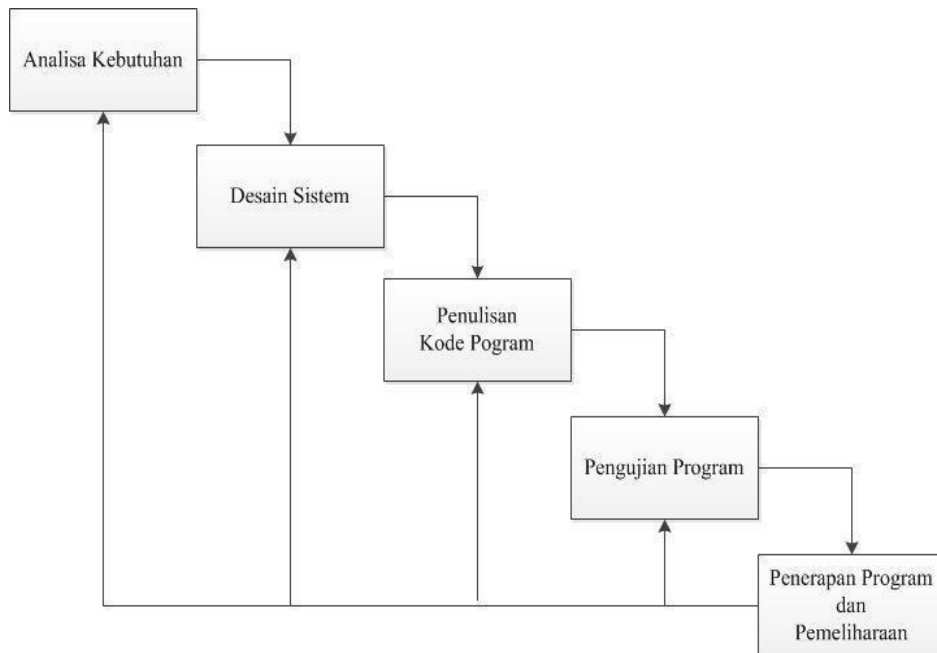 Analisa Kebutuhan
Desain Sistem
Penulisan
Kode Pogram
Pengujian Program
Penerapan Program
dan
Pemeliharaan